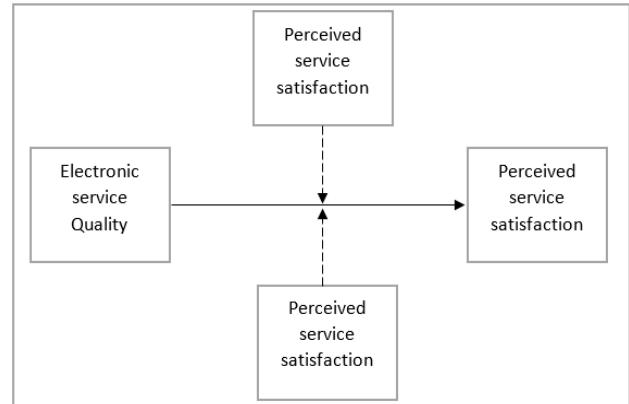 Perceived
service
satisfaction
Electronic
service
Quality
Perceived
service
satisfaction
Perceived
service
satisfaction